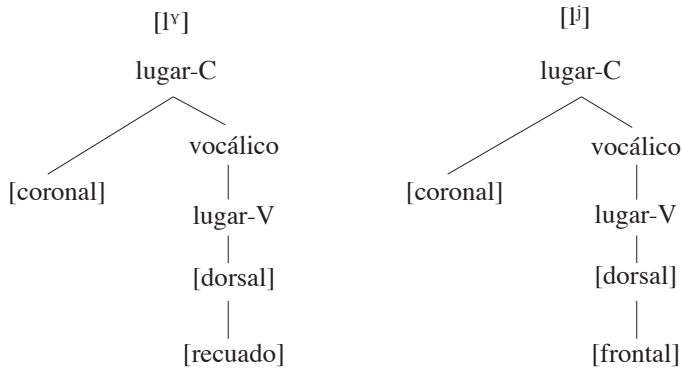 [lˠ] [lʲ]
lugar-C lugar-C
vocálico vocálico
[coronal] [coronal]
lugar-V lugar-V
[dorsal] [dorsal]
[recuado] [frontal]